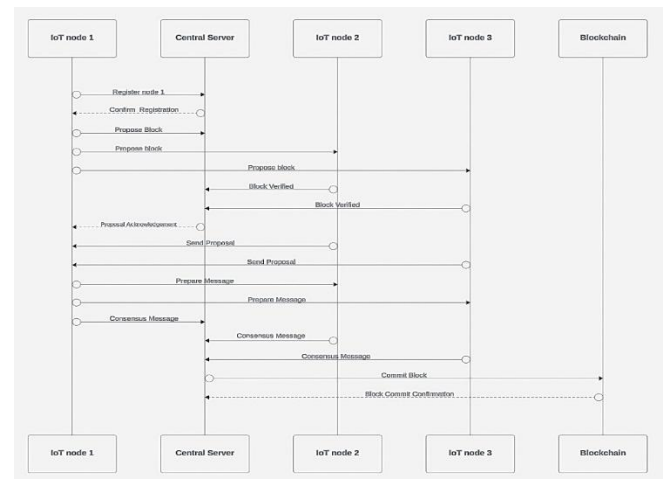 IoT node 1
Central Server
IoT node 2
IoT node 3
Blockchain
Register node 1
Confirm Registration
Propose Block
Propose block
Propose block
Block Verified
Block Verified
Proposal Acknowledgement
Send Proposal
Send Proposal
Prepare Message
Prepare Message
Consensus Message
Consensus Message
Consensus Message
Commit Block
Block Commit Confirmation
IoT node 1
Central Server
IoT node 2
IoT node 3
Blockchain